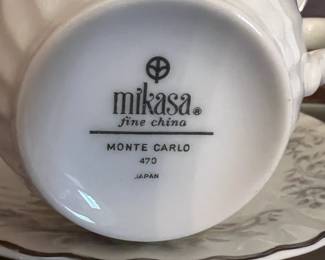 mikasa®
fine china
MONTE CARLO
470
JAPAN